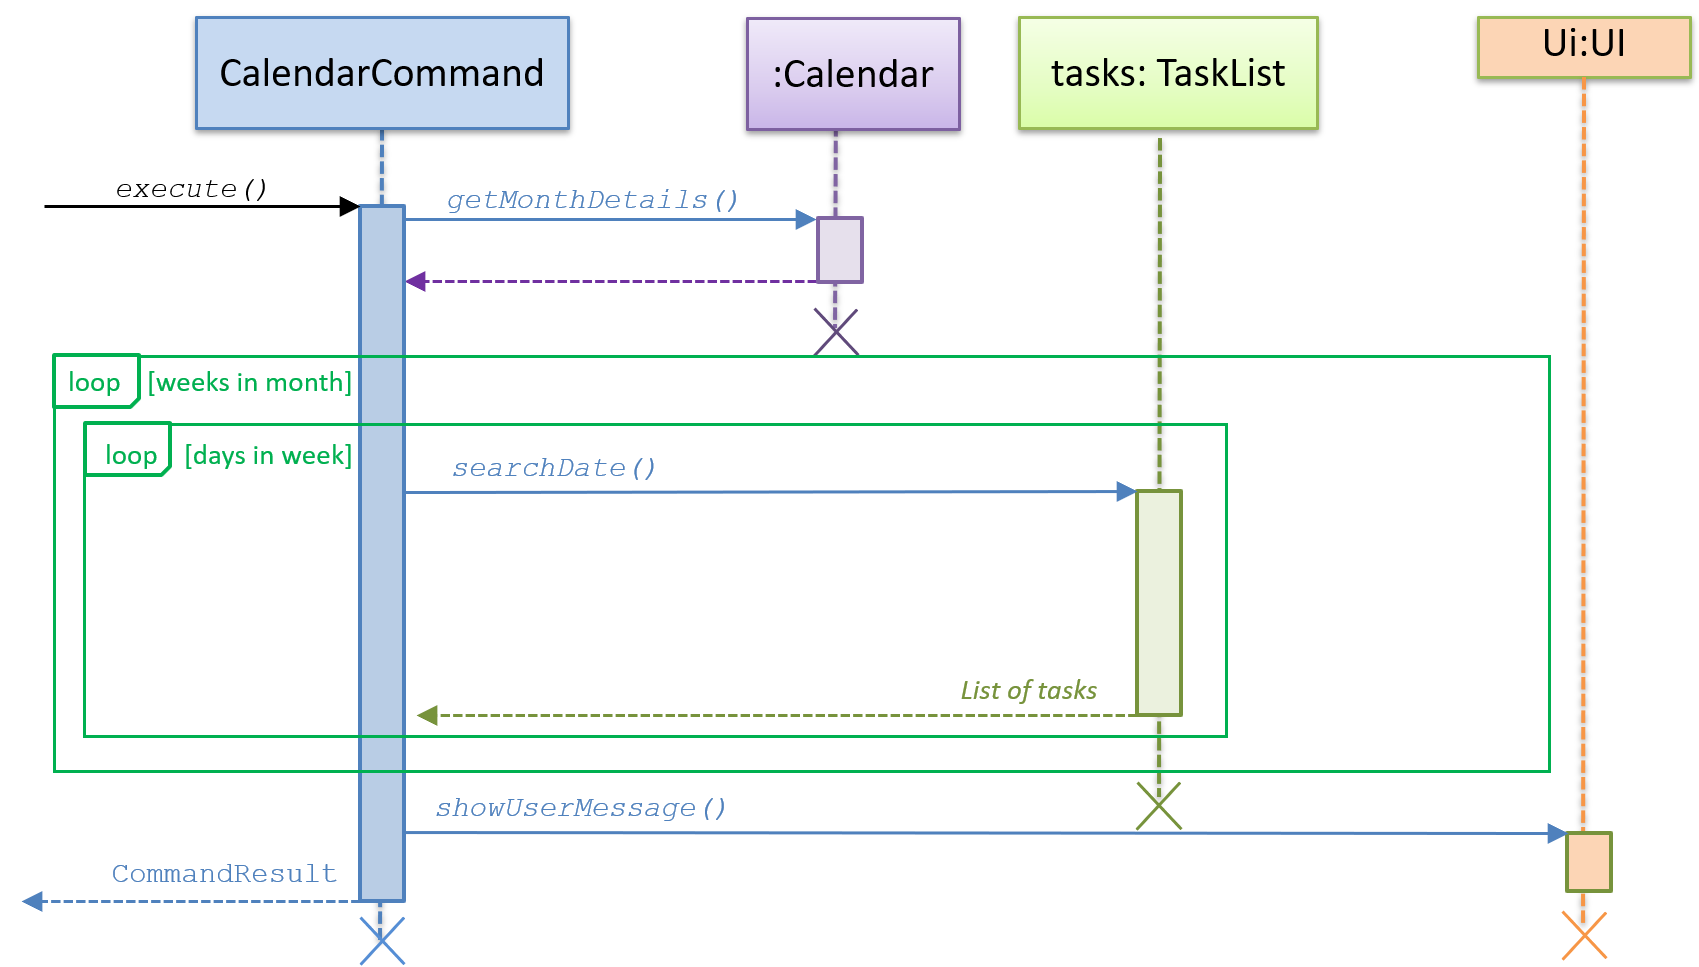 CalendarCommand
:Calendar
tasks: TaskList
Ui:UI
execute()
getMonthDetails()
loop
[weeks in month]
loop
[days in week]
searchDate()
List of tasks
showUserMessage()
CommandResult